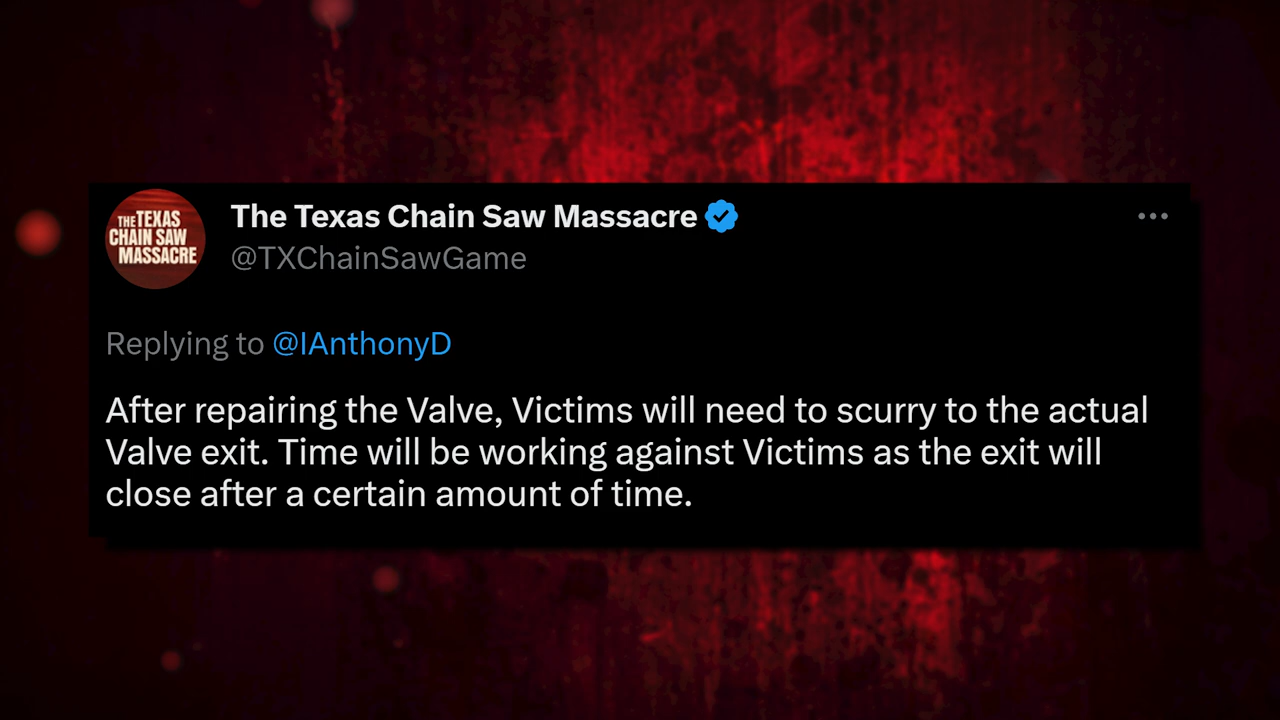 THE TEXAS
CHAIN SAW
MASSACRE
The Texas Chain Saw Massacre
@TXChainSawGame
Replying to @IAnthonyD
After repairing the Valve, Victims will need to scurry to the actual
Valve exit. Time will be working against Victims as the exit will
close after a certain amount of time.